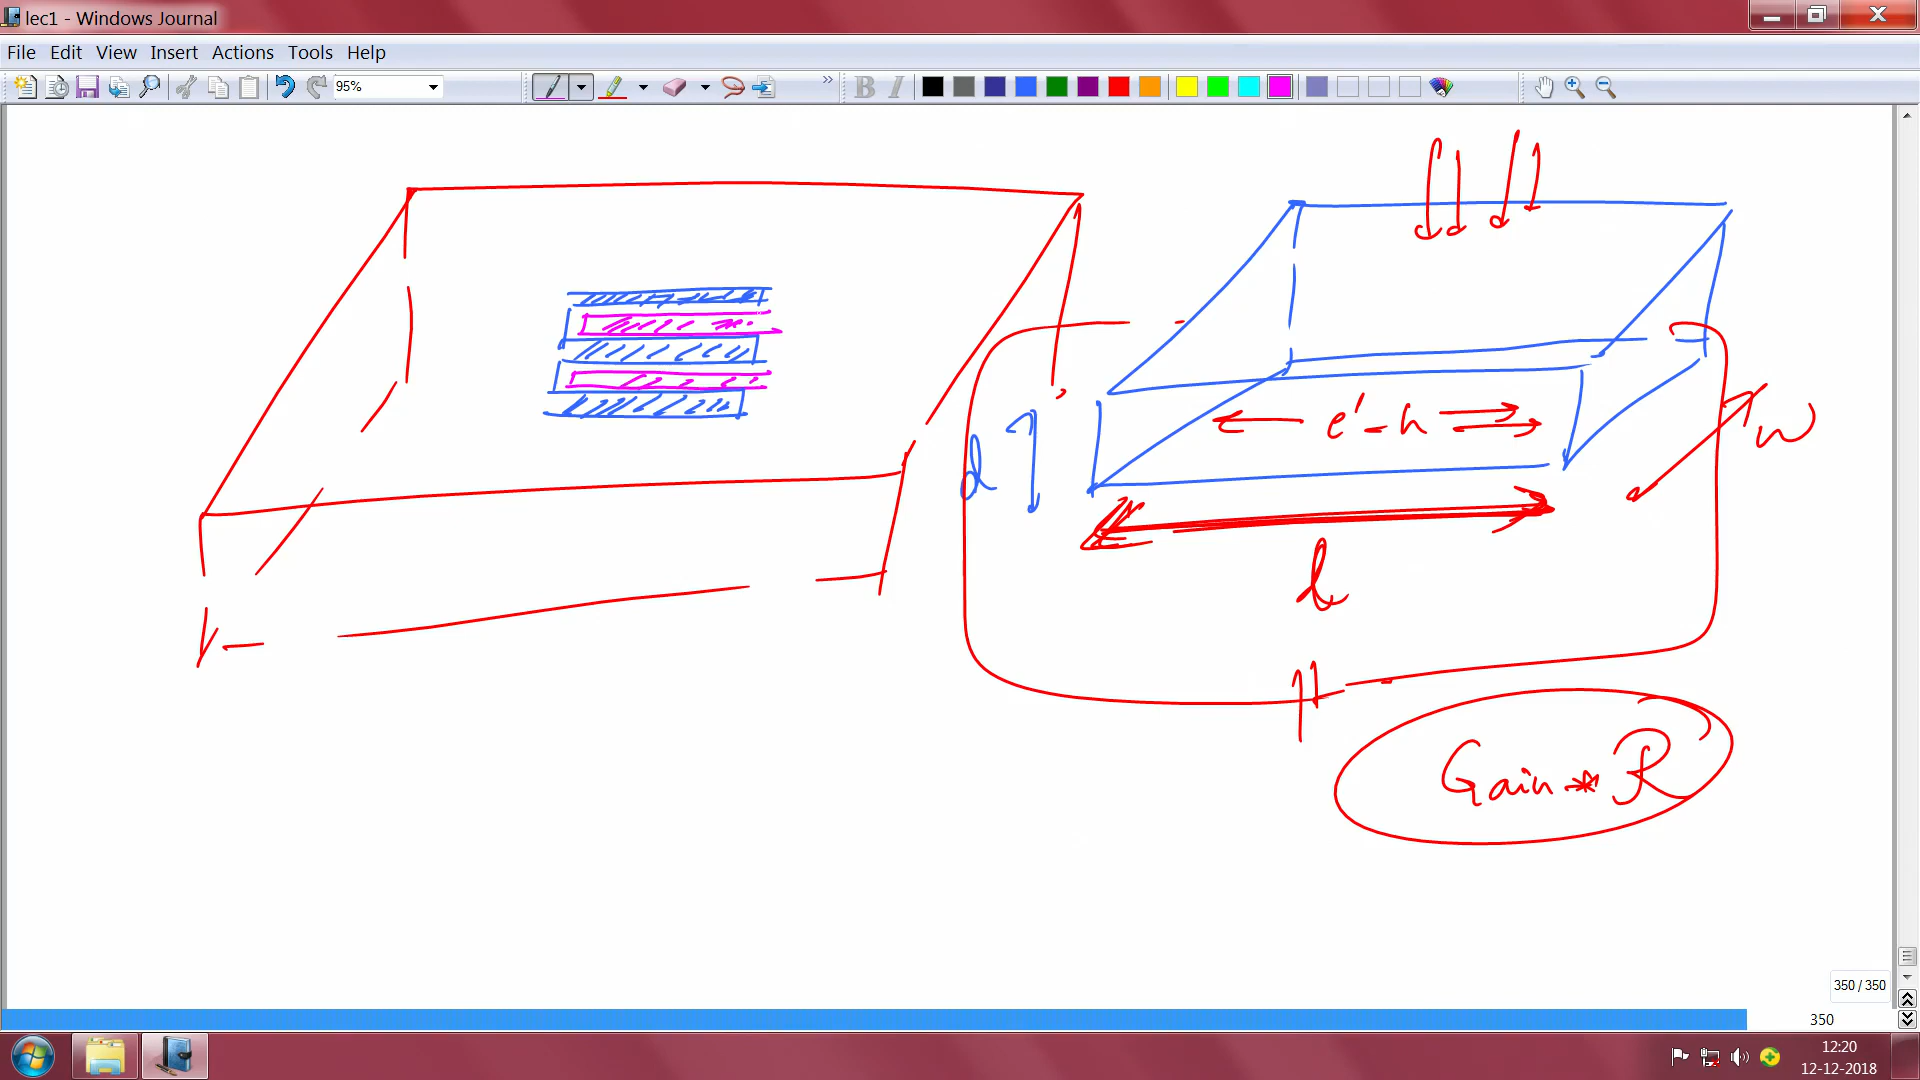 lec1 - Windows Journal
File Edit View Insert Actions Tools Help
95%
B I
e' - h
d
w
l
Gain * R
350 / 350
350
12:20
12-12-2018